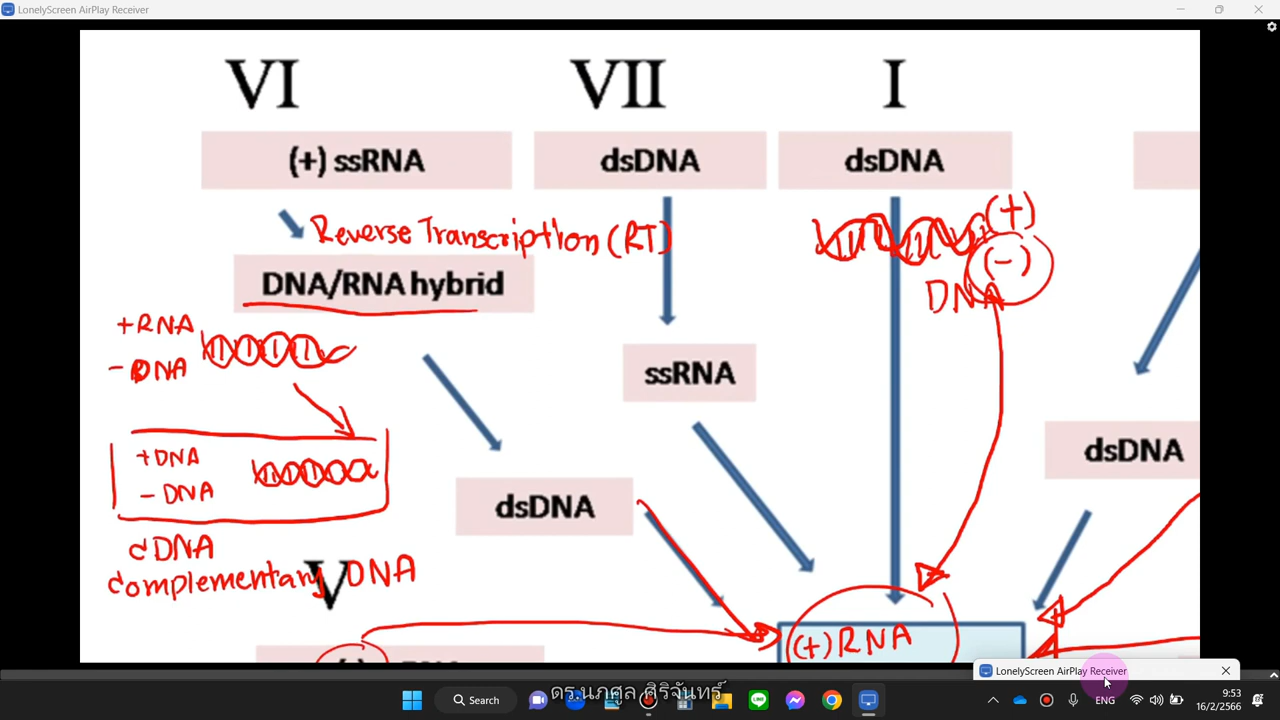 LonelyScreen AirPlay Receiver
VI
VII
I
(+) ssRNA
dsDNA
dsDNA
Reverse Transcription (RT)
(+)
(-)
DNA
DNA/RNA hybrid
+RNA
- DNA
ssRNA
+DNA
- DNA
dsDNA
dsDNA
cDNA
complementary DNA
V
(+) RNA
LonelyScreen AirPlay Receiver
Search
ดร.นภศูล ศิริจันทร์
ENG
9:53
16/2/2566